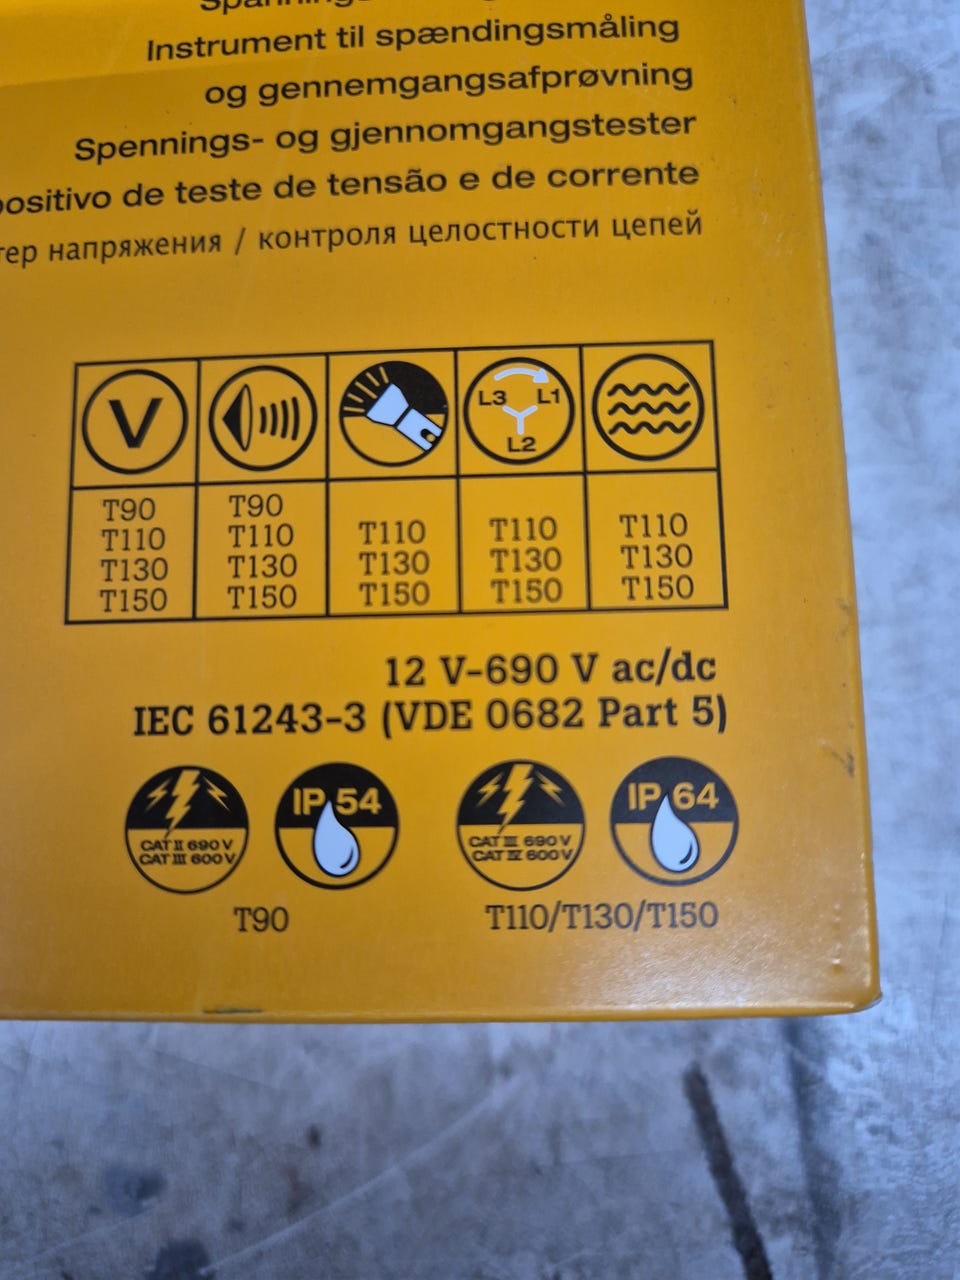 Instrument til spændingsmåling
og gennemgangsafprøvning
Spennings- og gjennomgangstester
de teste de tensão e de corrente
напряжения / контроля целостности цепей
V
L3 L1
L2
T90
T110
T130
T150
T90
T110
T130
T150
T110
T130
T150
T110
T130
T150
T110
T130
T150
12 V-690 V ac/dc
IEC 61243-3 (VDE 0682 Part 5)
CAT II 690 V
CAT III 600 V
IP 54
CAT III 690 V
CAT IV 600 V
IP 64
T90
T110/T130/T150